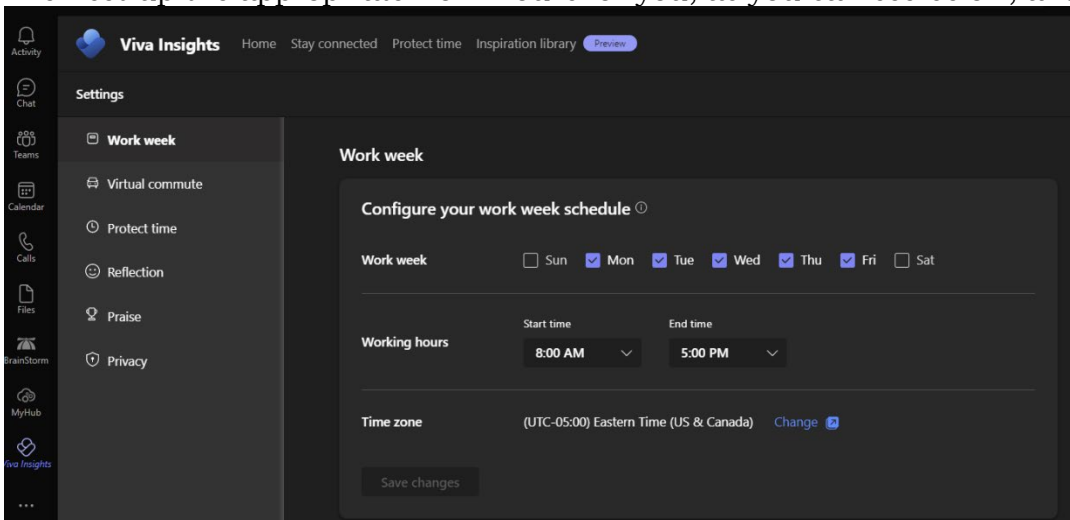 Activity
Chat
Teams
Calendar
Calls
Files
BrainStorm
MyHub
Viva Insights
...
Viva Insights Home Stay connected Protect time Inspiration library Preview
Settings
Work week
Virtual commute
Protect time
Reflection
Praise
Privacy
Work week
Configure your work week schedule
Work week Sun Mon Tue Wed Thu Fri Sat
Start time End time
Working hours 8:00 AM 5:00 PM
Time zone (UTC-05:00) Eastern Time (US & Canada) Change
Save changes